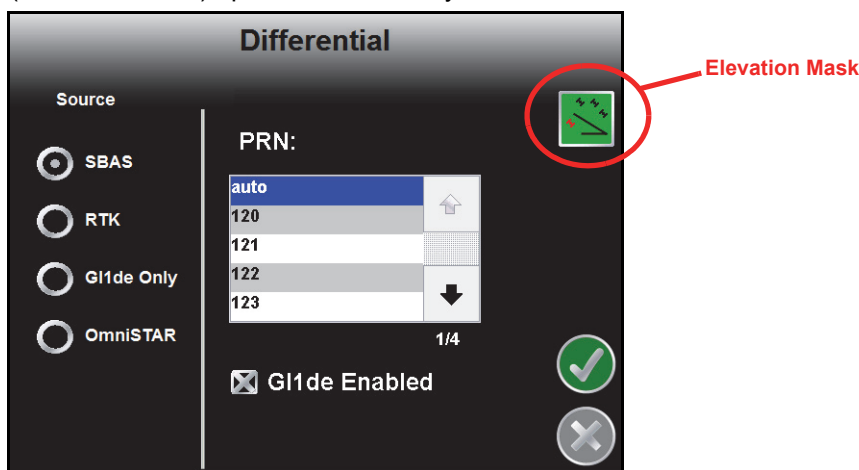 Differential
Elevation Mask
Source
SBAS
RTK
Gl1de Only
OmniSTAR
PRN:
auto
120
121
122
123
1/4
Gl1de Enabled